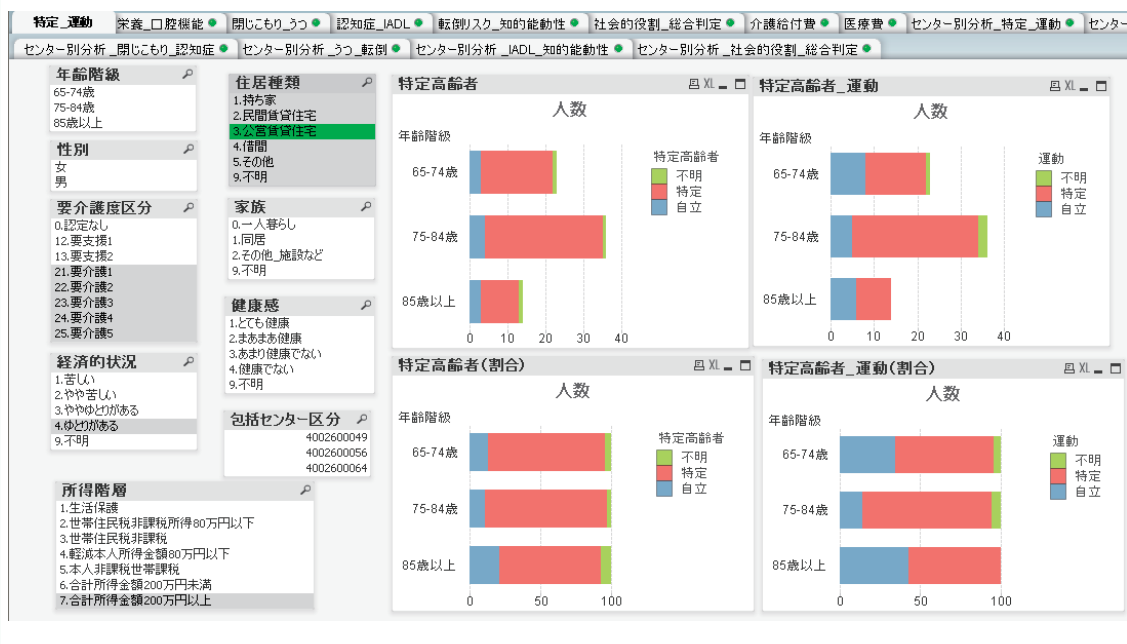 特定_運動
栄養_口腔機能
閉じこもり_うつ
認知症_IADL
転倒リスク_知的能動性
社会的役割_総合判定
介護給付費
医療費
センター別分析_特定_運動
センター
センター別分析_閉じこもり_認知症
センター別分析_うつ_転倒
センター別分析_IADL_知的能動性
センター別分析_社会的役割_総合判定
年齢階級
65-74歳
75-84歳
85歳以上
性別
女
男
要介護度区分
0.認定なし
12.要支援1
13.要支援2
21.要介護1
22.要介護2
23.要介護3
24.要介護4
25.要介護5
経済的状況
1.苦しい
2.やや苦しい
3.ややゆとりがある
4.ゆとりがある
9.不明
所得階層
1.生活保護
2.世帯住民税非課税所得80万円以下
3.世帯住民税非課税
4.軽減本人所得金額80万円以下
5.本人非課税世帯課税
6.合計所得金額200万円未満
7.合計所得金額200万円以上
住居種類
1.持ち家
2.民間賃貸住宅
3.公営賃貸住宅
4.借間
5.その他
9.不明
家族
0.一人暮らし
1.同居
2.その他_施設など
9.不明
健康感
1.とても健康
2.まあまあ健康
3.あまり健康でない
4.健康でない
9.不明
包括センター区分
4002600049
4002600056
4002600064
特定高齢者
XL
人数
年齢階級
65-74歳
75-84歳
85歳以上
0 10 20 30 40
特定高齢者
不明
特定
自立
特定高齢者_運動
XL
人数
年齢階級
65-74歳
75-84歳
85歳以上
0 10 20 30 40
運動
不明
特定
自立
特定高齢者(割合)
XL
人数
年齢階級
65-74歳
75-84歳
85歳以上
0 50 100
特定高齢者
不明
特定
自立
特定高齢者_運動(割合)
XL
人数
年齢階級
65-74歳
75-84歳
85歳以上
0 50 100
運動
不明
特定
自立